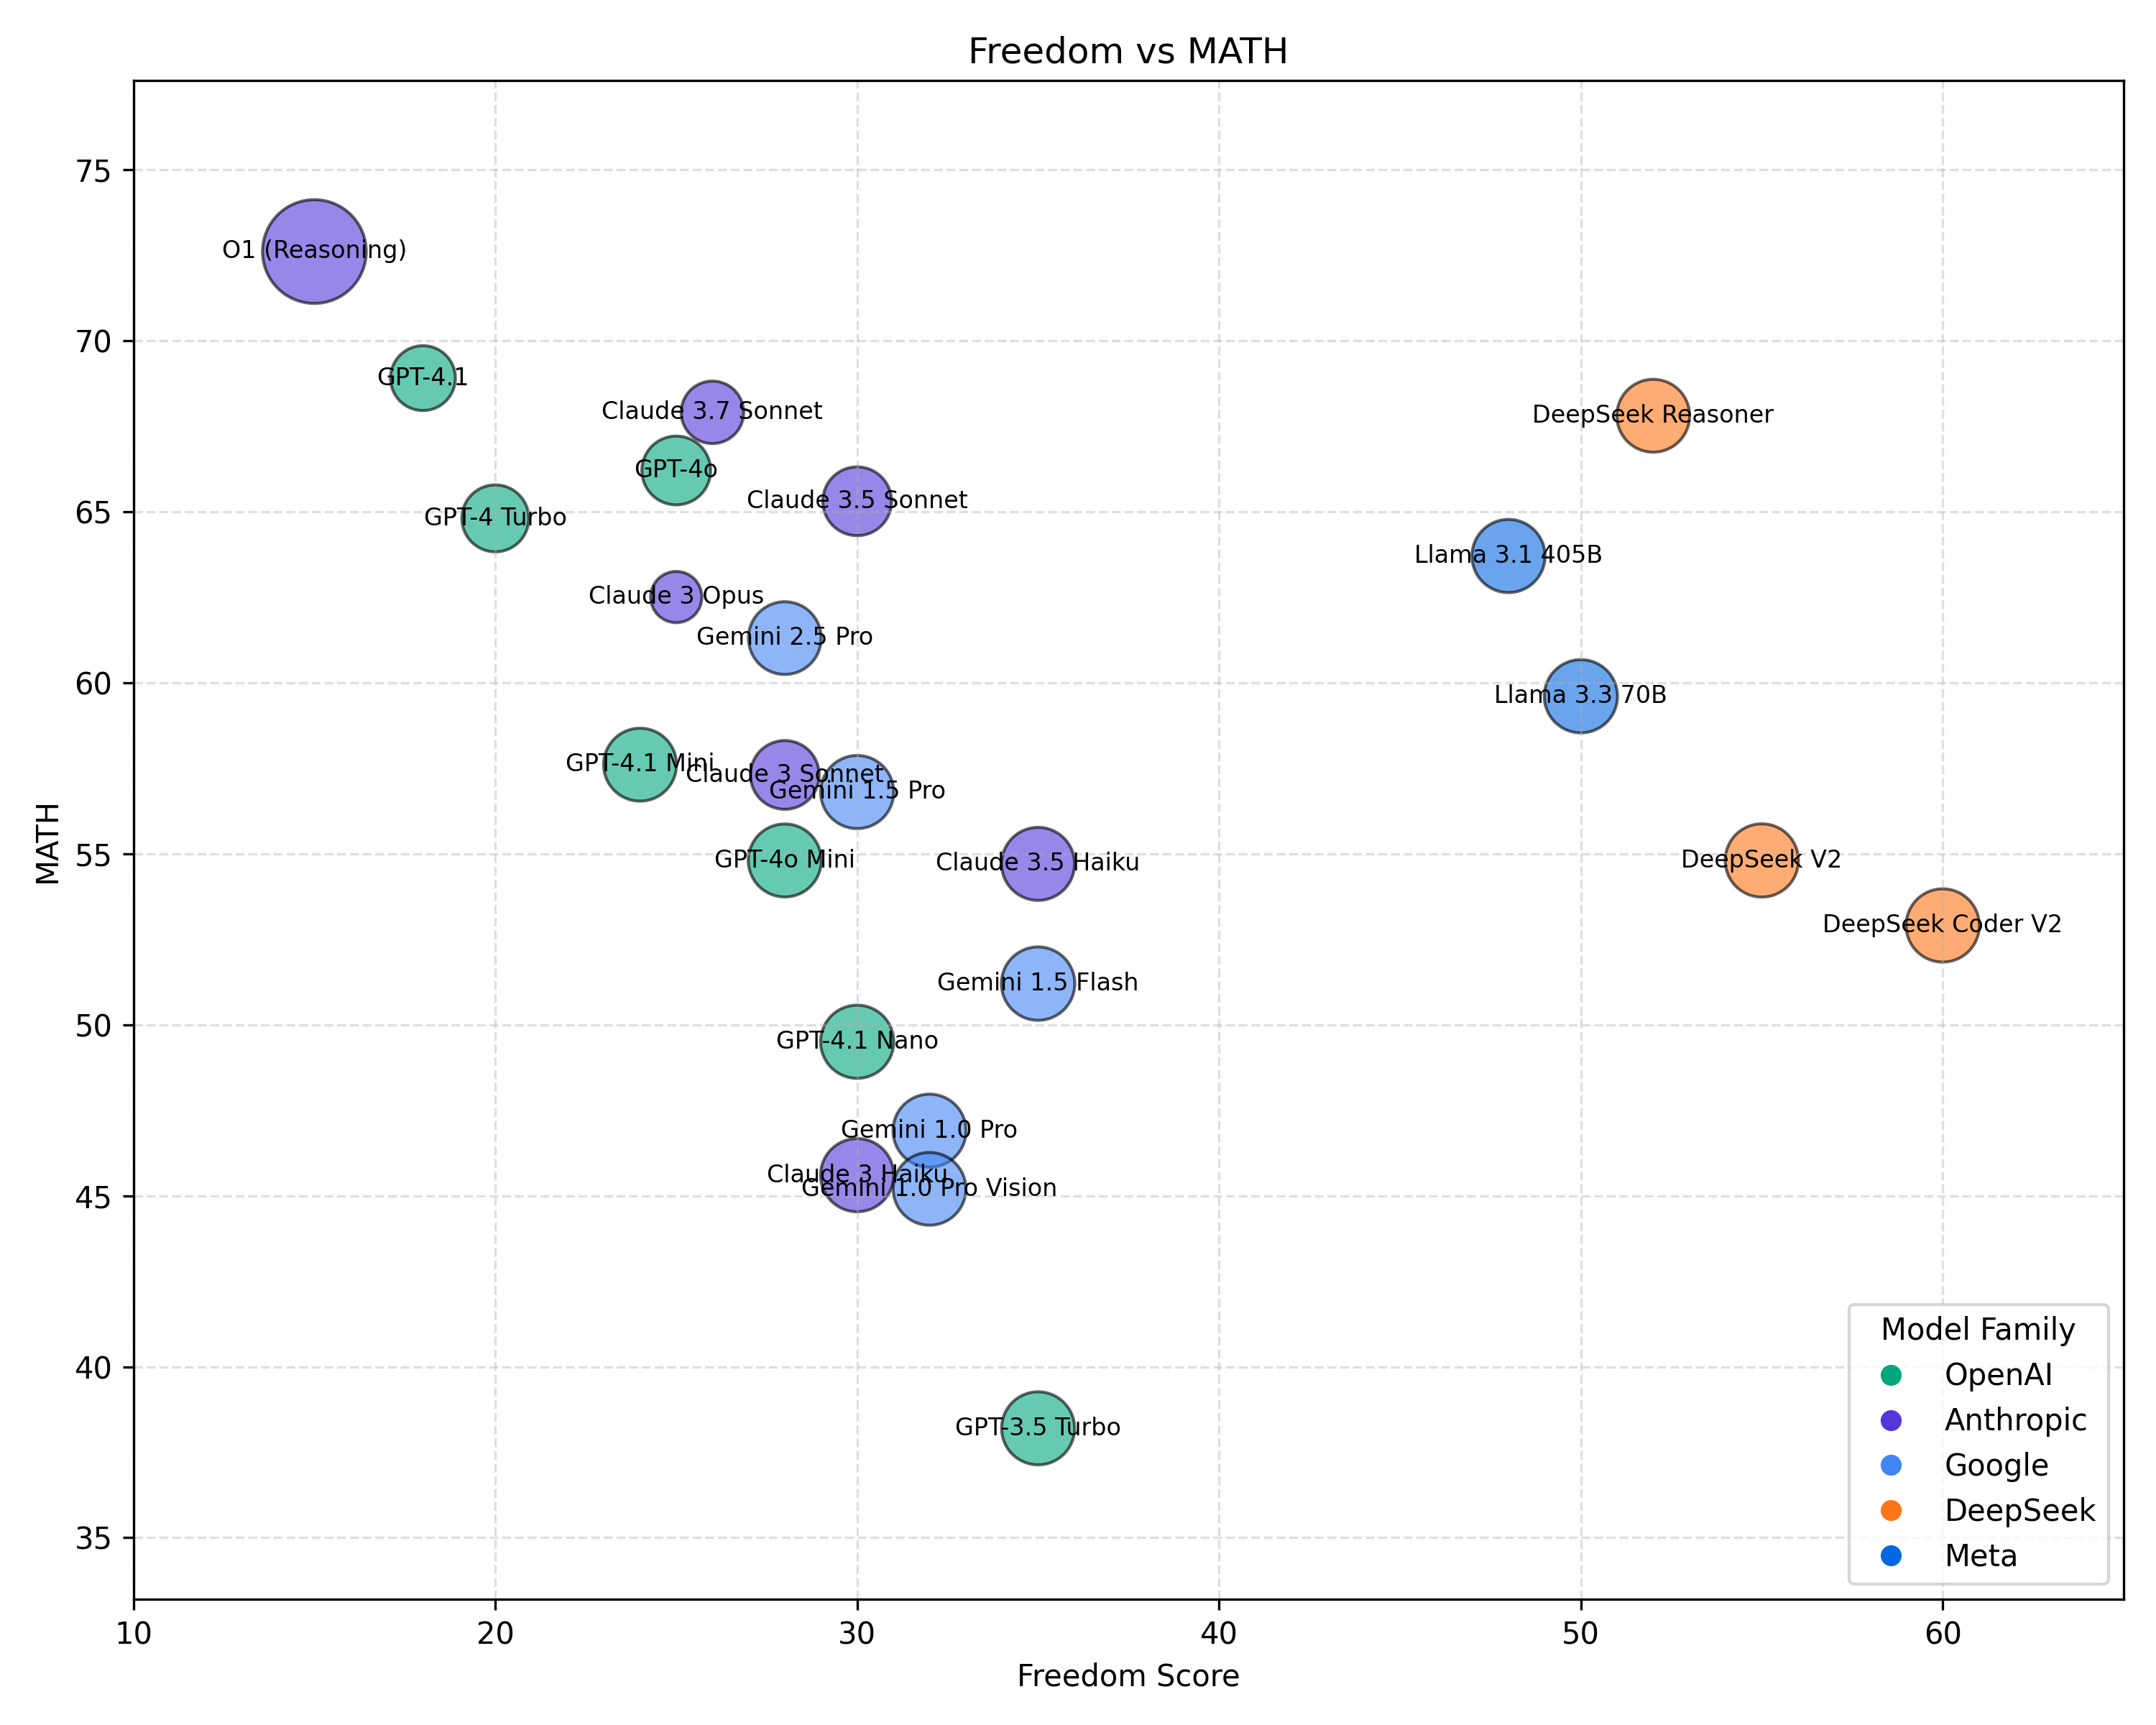 Freedom vs MATH
75
O1 (Reasoning)
70
GPT-4.1
Claude 3.7 Sonnet
DeepSeek Reasoner
GPT-4o
Claude 3.5 Sonnet
65
GPT-4 Turbo
Llama 3.1 405B
Claude 3 Opus
Gemini 2.5 Pro
60
Llama 3.3 70B
GPT-4.1 Mini
Claude 3 Sonnet
Gemini 1.5 Pro
55
GPT-4o Mini
Claude 3.5 Haiku
DeepSeek V2
DeepSeek Coder V2
Gemini 1.5 Flash
50
GPT-4.1 Nano
Gemini 1.0 Pro
Claude 3 Haiku
Gemini 1.0 Pro Vision
45
40
GPT-3.5 Turbo
35
MATH
10 20 30 40 50 60
Freedom Score
Model Family
OpenAI
Anthropic
Google
DeepSeek
Meta